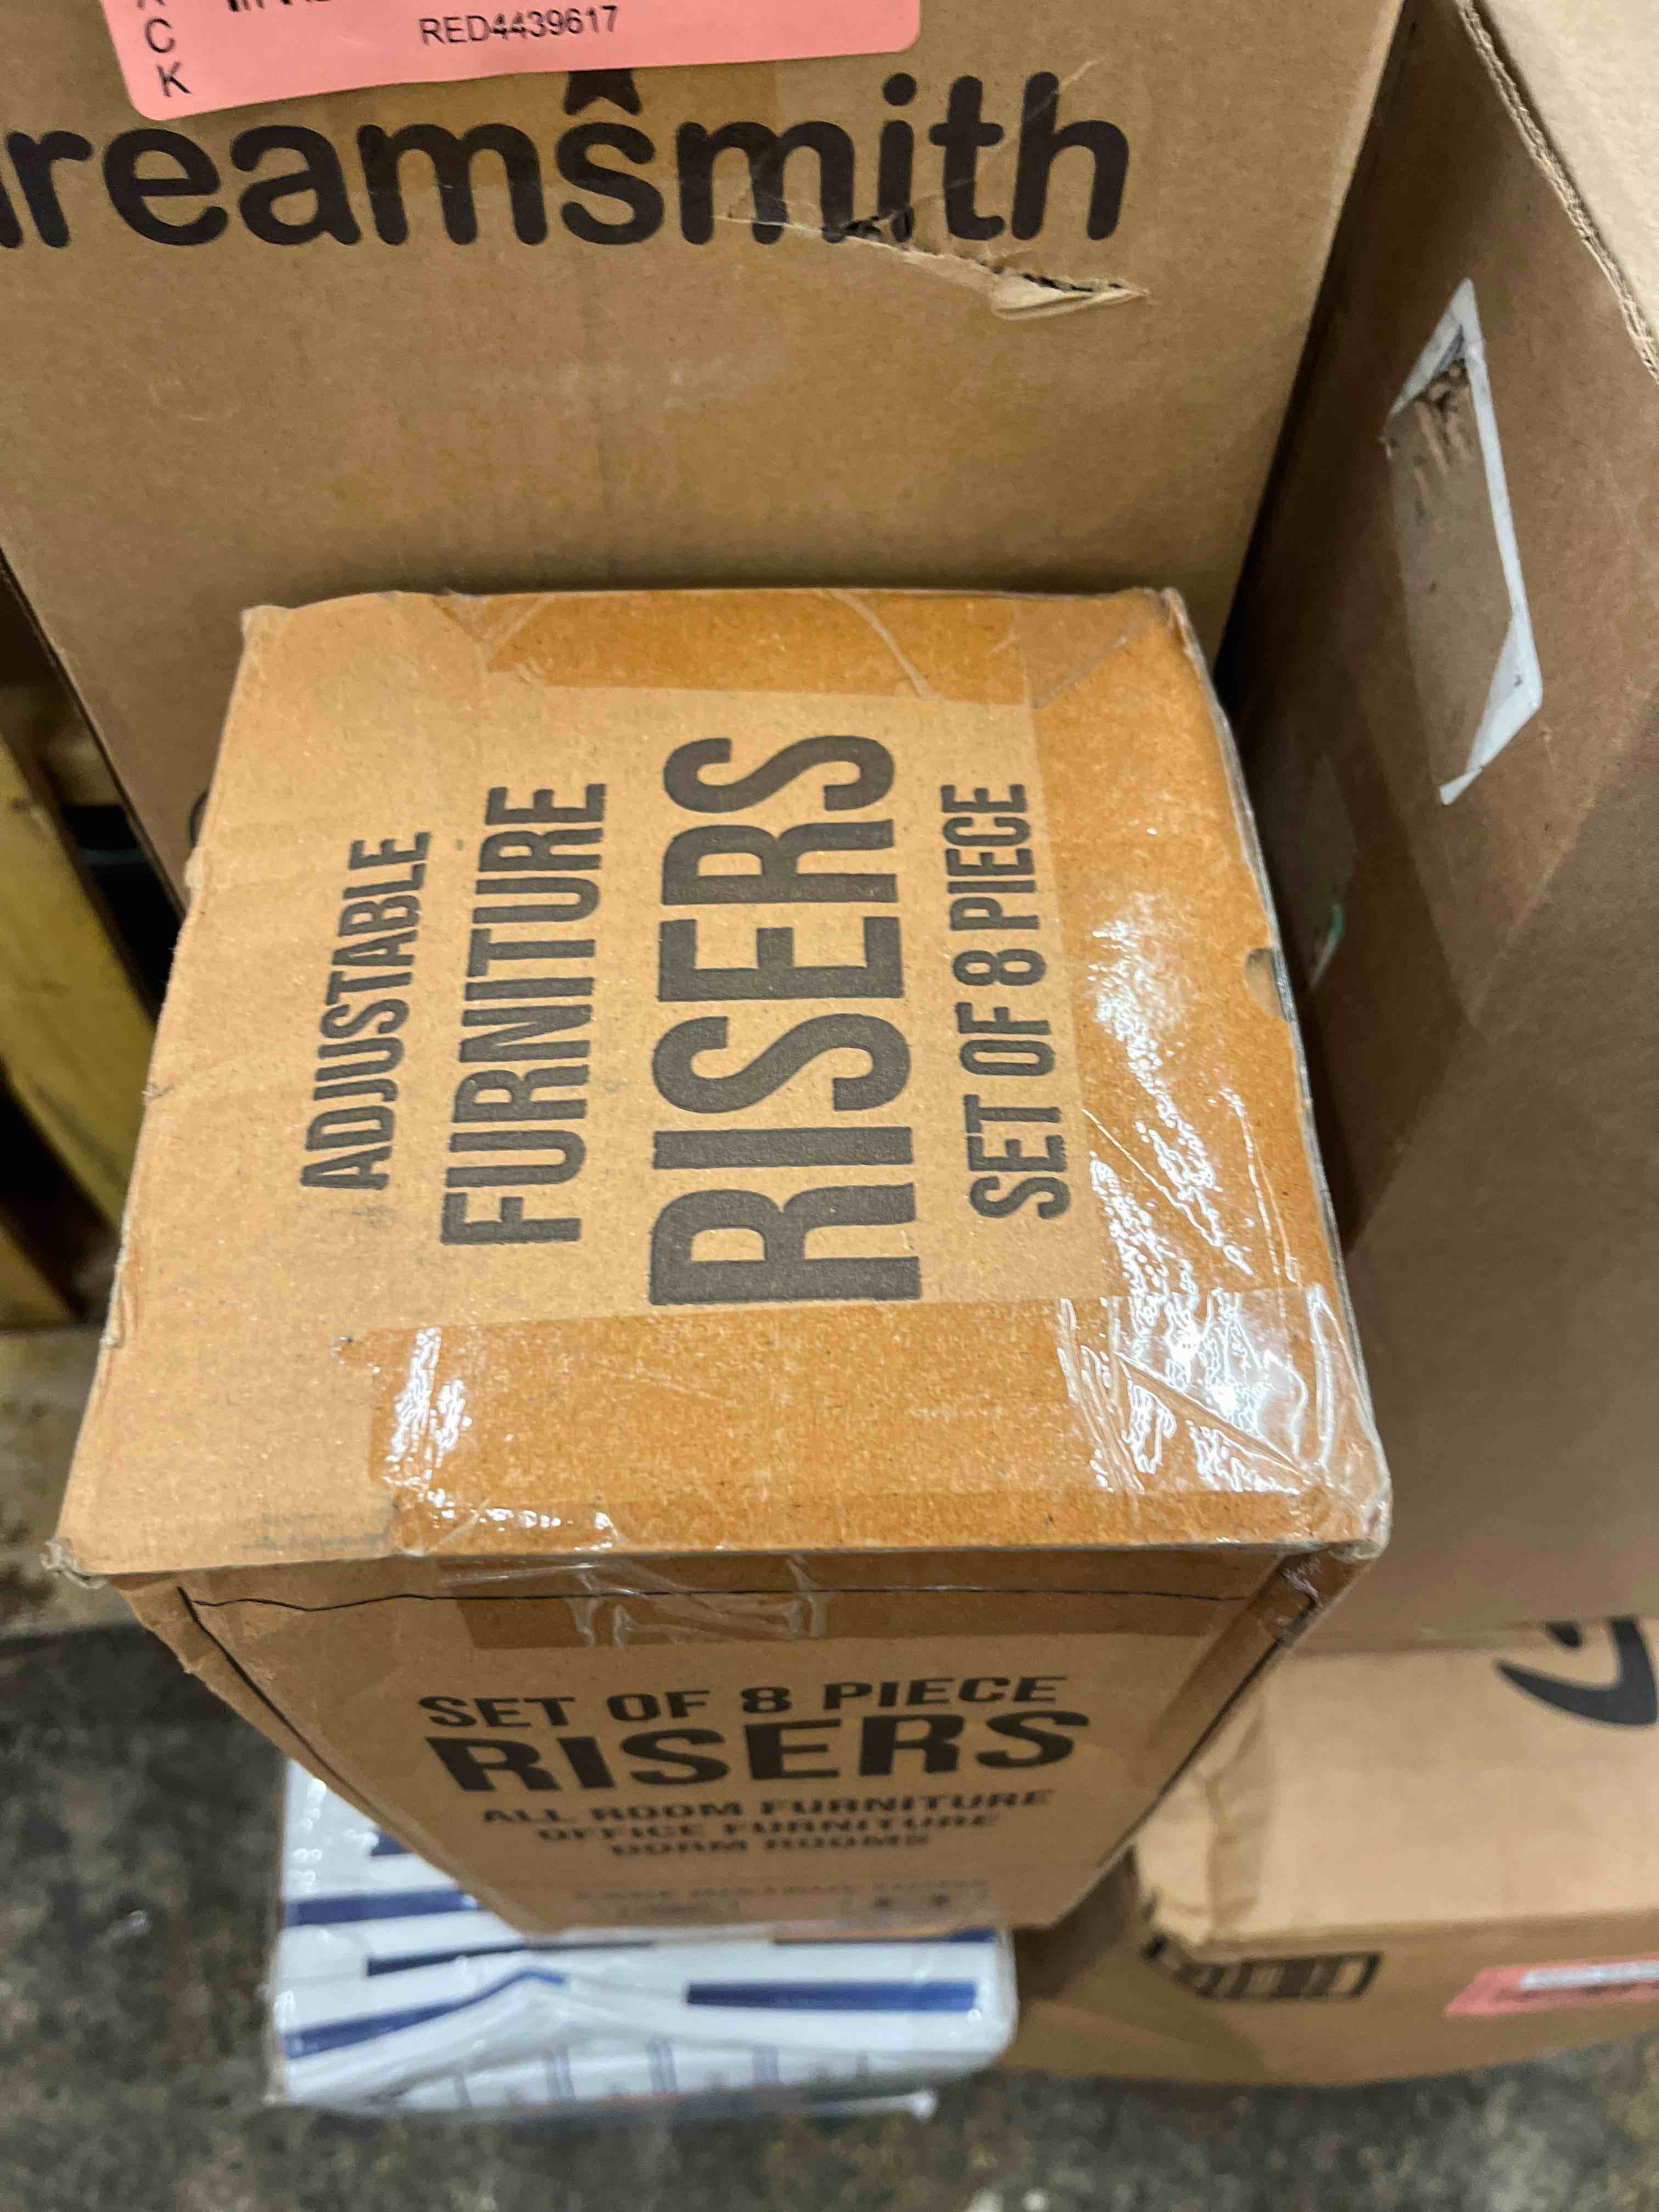 C
K
RED4439617
reamsmith
ADJUSTABLE
FURNITURE
RISERS
SET OF 8 PIECE
SET OF 8 PIECE
RISERS
ALL ROOM FURNITURE
OFFICE FURNITURE
DORM ROOMS